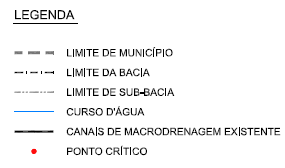 LEGENDA
LIMITE DE MUNICÍPIO
LIMITE DA BACIA
LIMITE DE SUB-BACIA
CURSO D'ÁGUA
CANAIS DE MACRODRENAGEM EXISTENTE
PONTO CRÍTICO